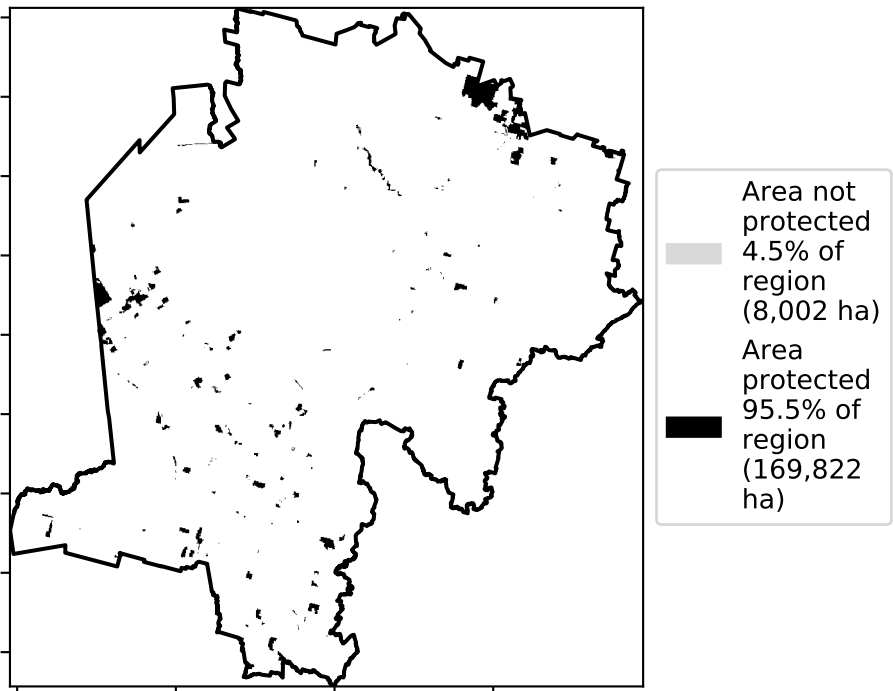 Area not
protected
4.5% of
region
(8,002 ha)
Area
protected
95.5% of
region
(169,822
ha)